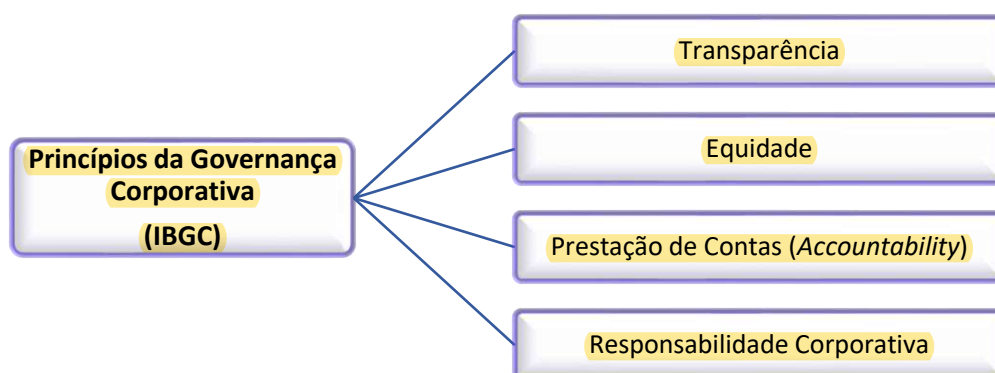 Princípios da Governança
Corporativa
(IBGC)
Transparência
Equidade
Prestação de Contas (Accountability)
Responsabilidade Corporativa